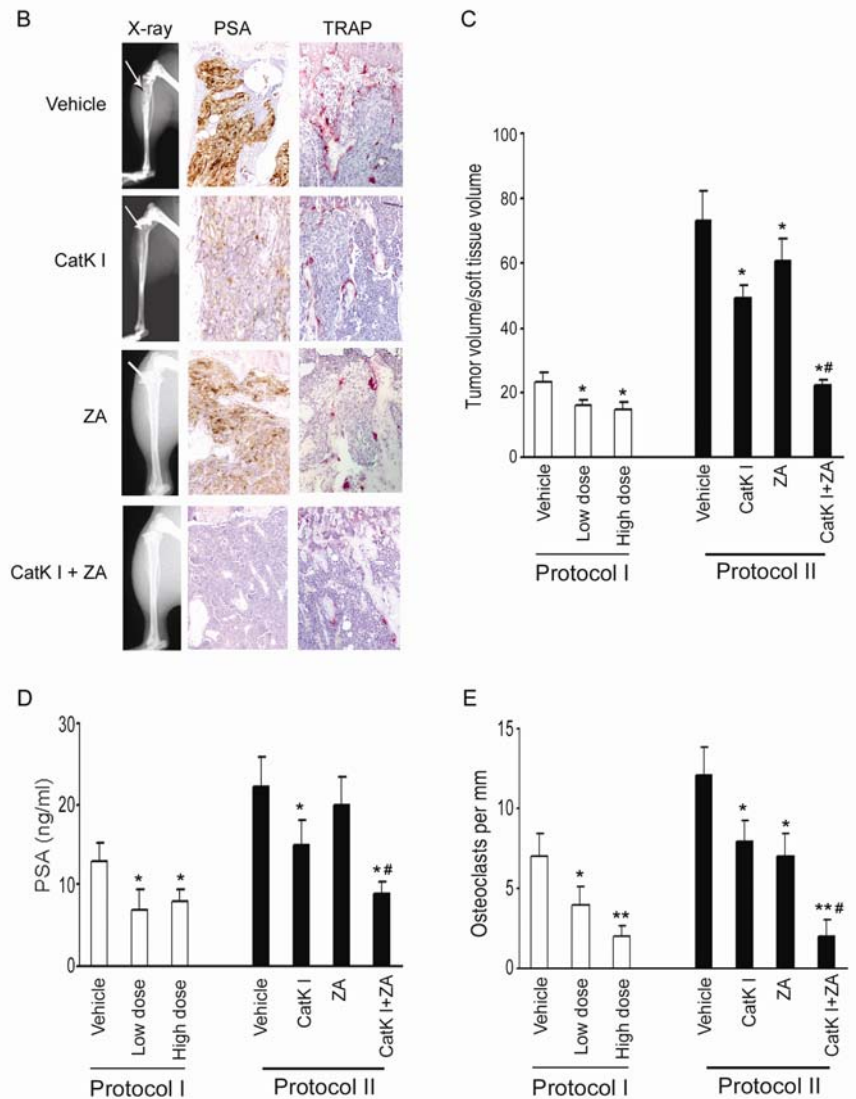 B
X-ray PSA TRAP
Vehicle
CatK I
ZA
CatK I + ZA
C
Tumor volume/soft tissue volume
100
80
60
40
20
0
* * * * *#
Vehicle
Low dose
High dose
Vehicle
CatK I
ZA
CatK I+ZA
Protocol I
Protocol II
D
PSA (ng/ml)
30
20
10
0
* * * *#
Vehicle
Low dose
High dose
Vehicle
CatK I
ZA
CatK I+ZA
Protocol I
Protocol II
E
Osteoclasts per mm
15
10
5
0
* ** * * **#
Vehicle
Low dose
High dose
Vehicle
CatK I
ZA
CatK I+ZA
Protocol I
Protocol II